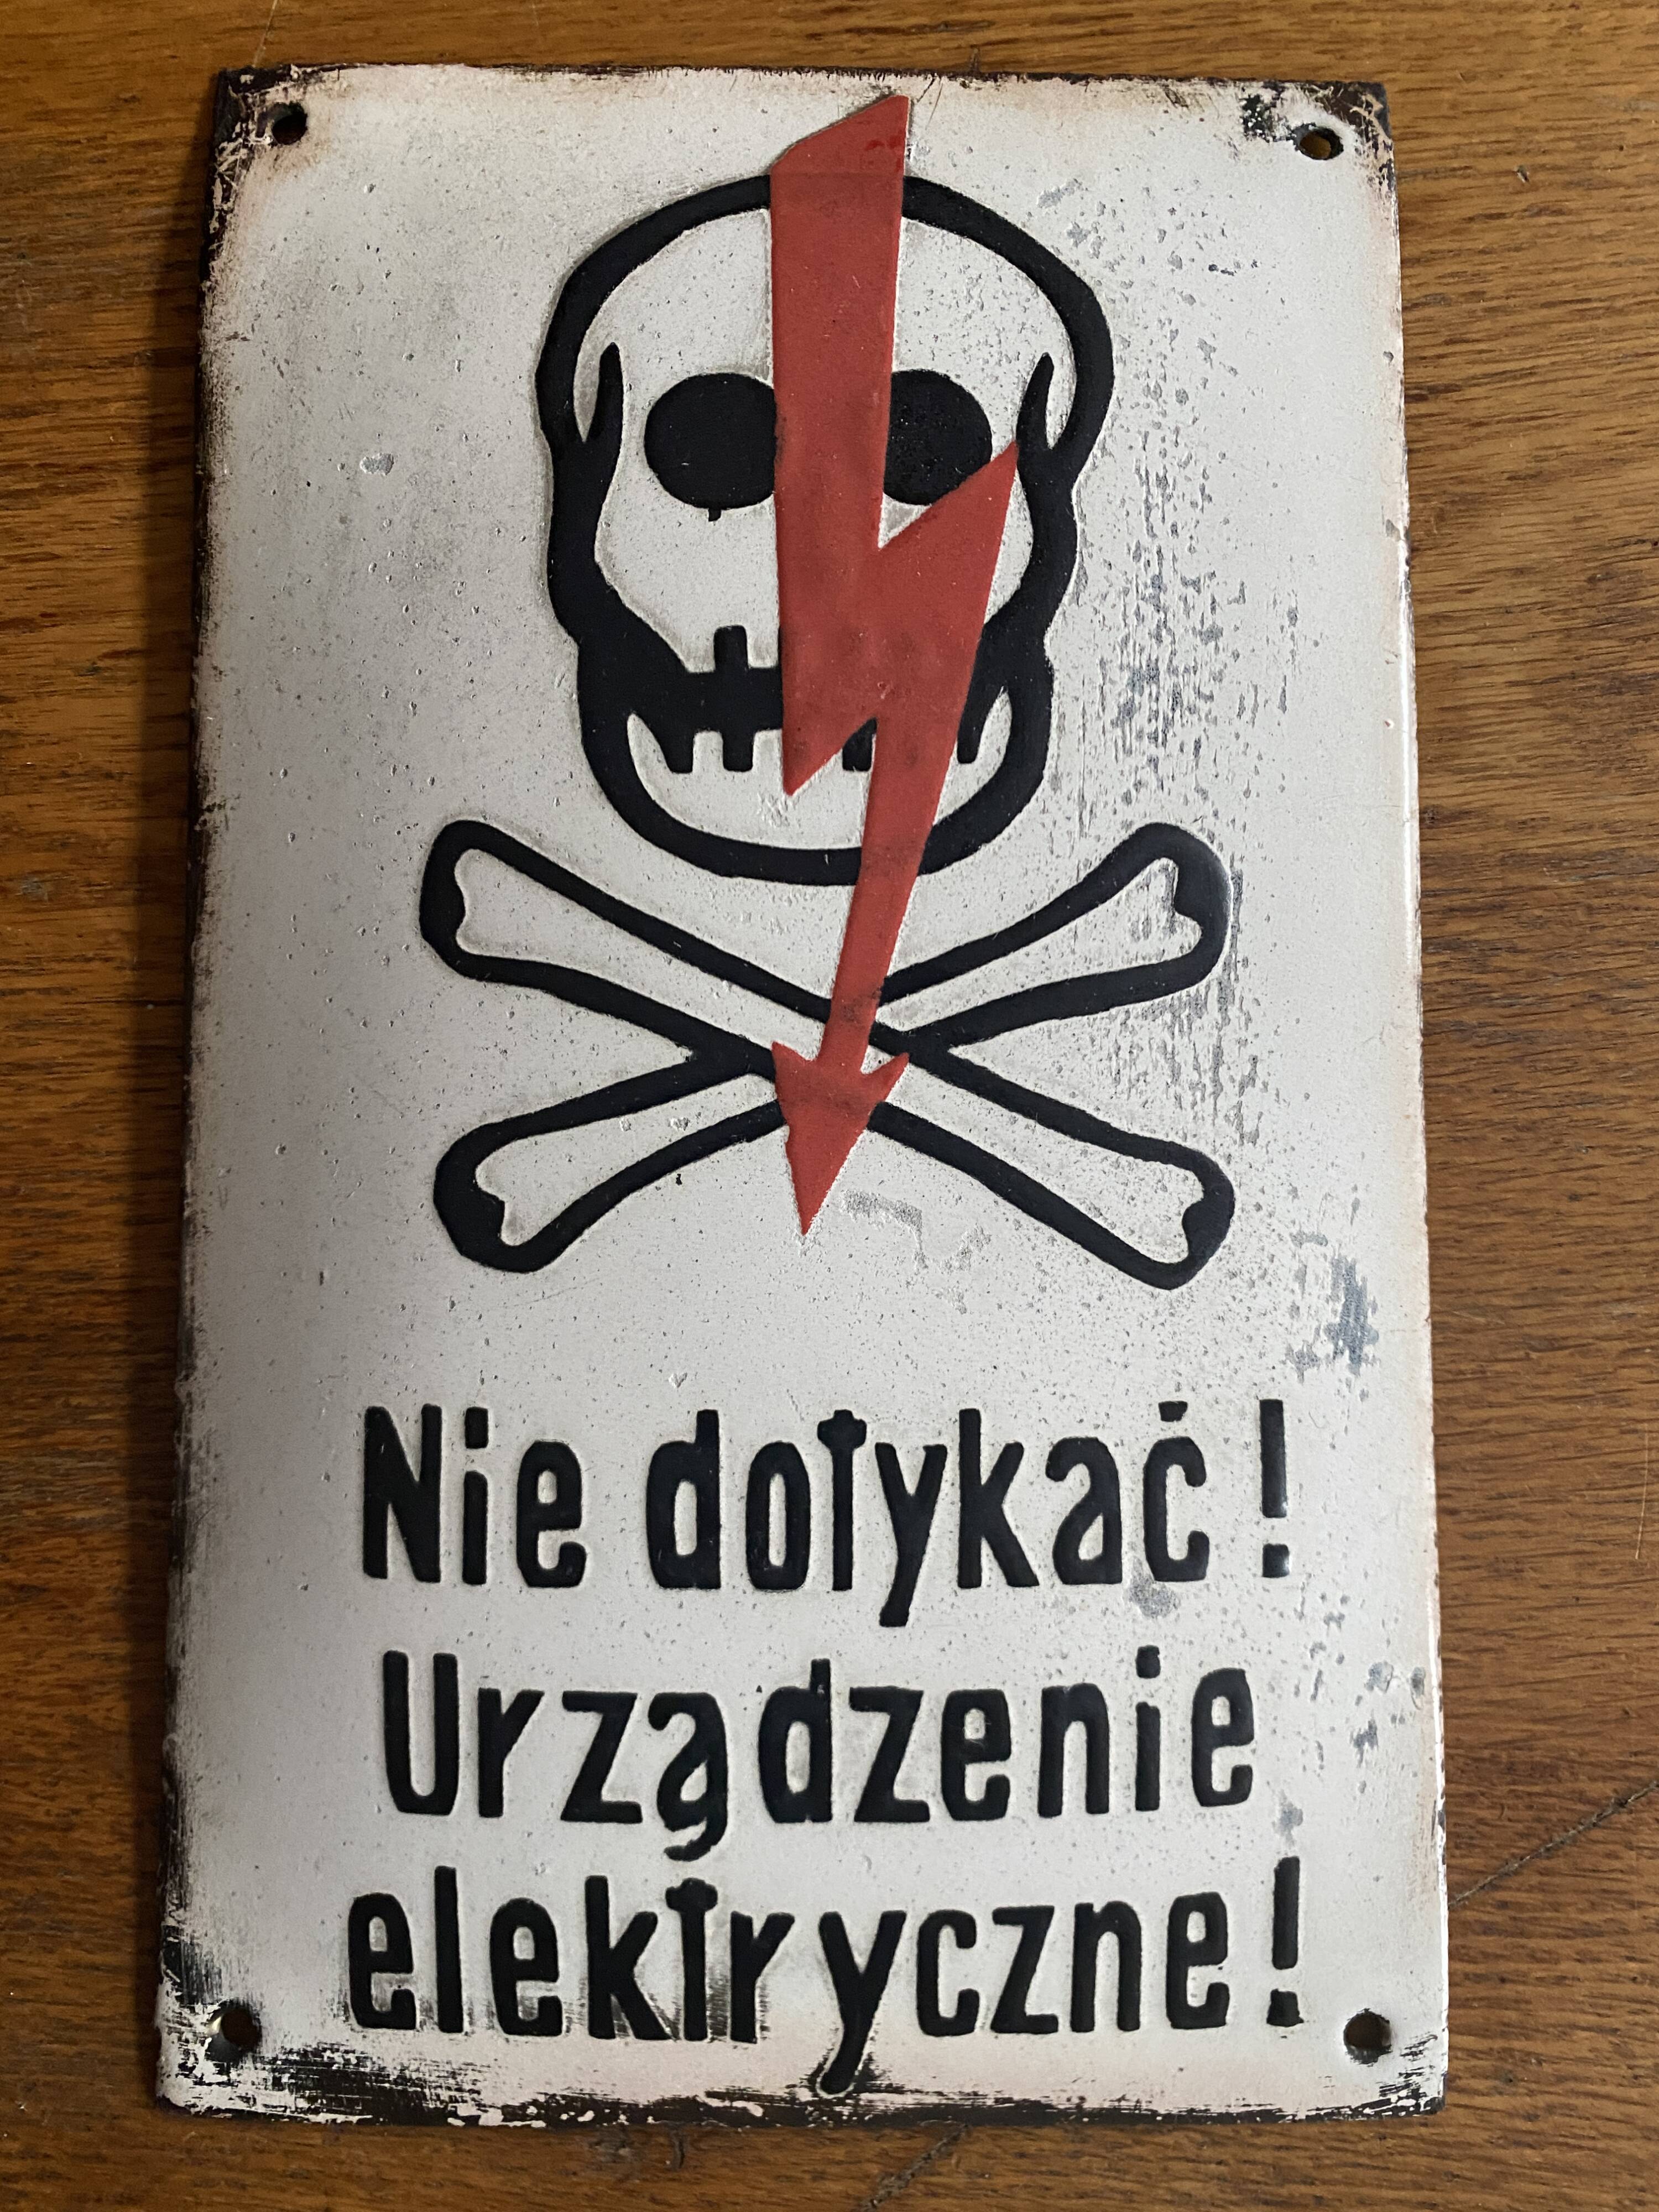 Nie dotykać!
Urządzenie
elektryczne!